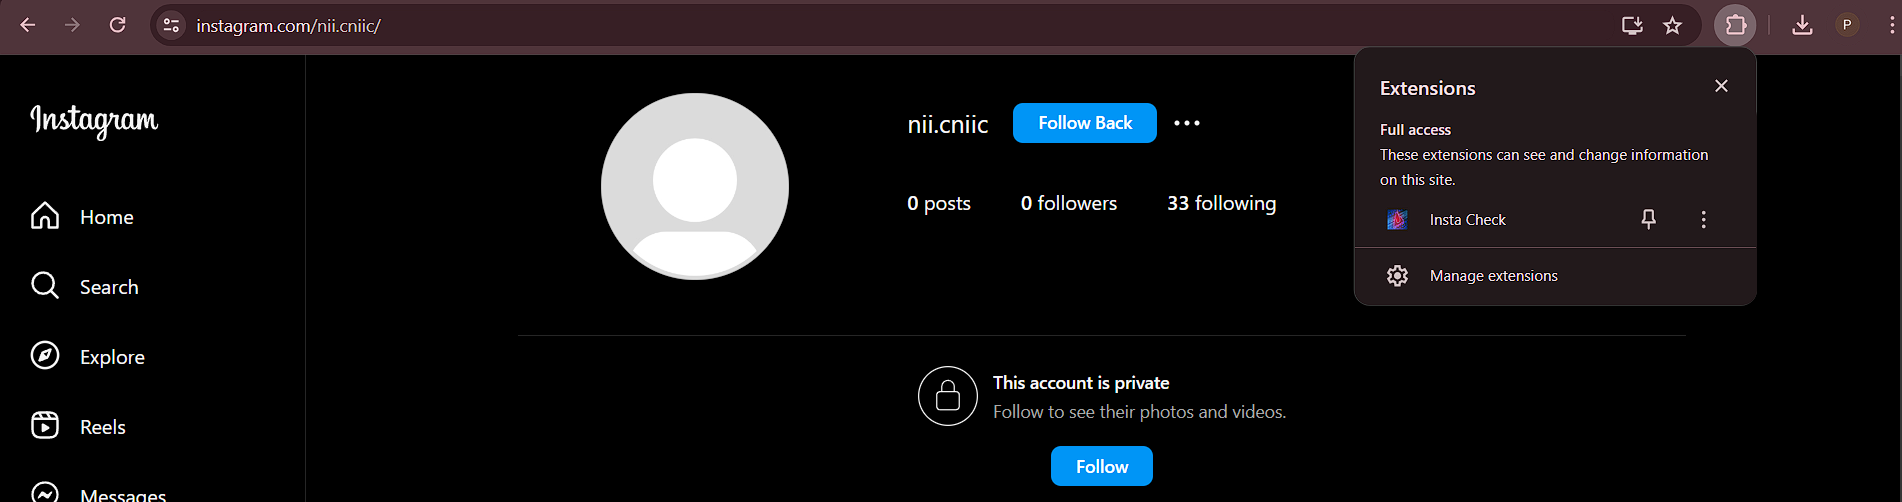 instagram.com/nii.cniic/
P
Instagram
Home
Search
Explore
Reels
Messages
nii.cniic Follow Back
0 posts 0 followers 33 following
This account is private
Follow to see their photos and videos.
Follow
Extensions
Full access
These extensions can see and change information
on this site.
Insta Check
Manage extensions